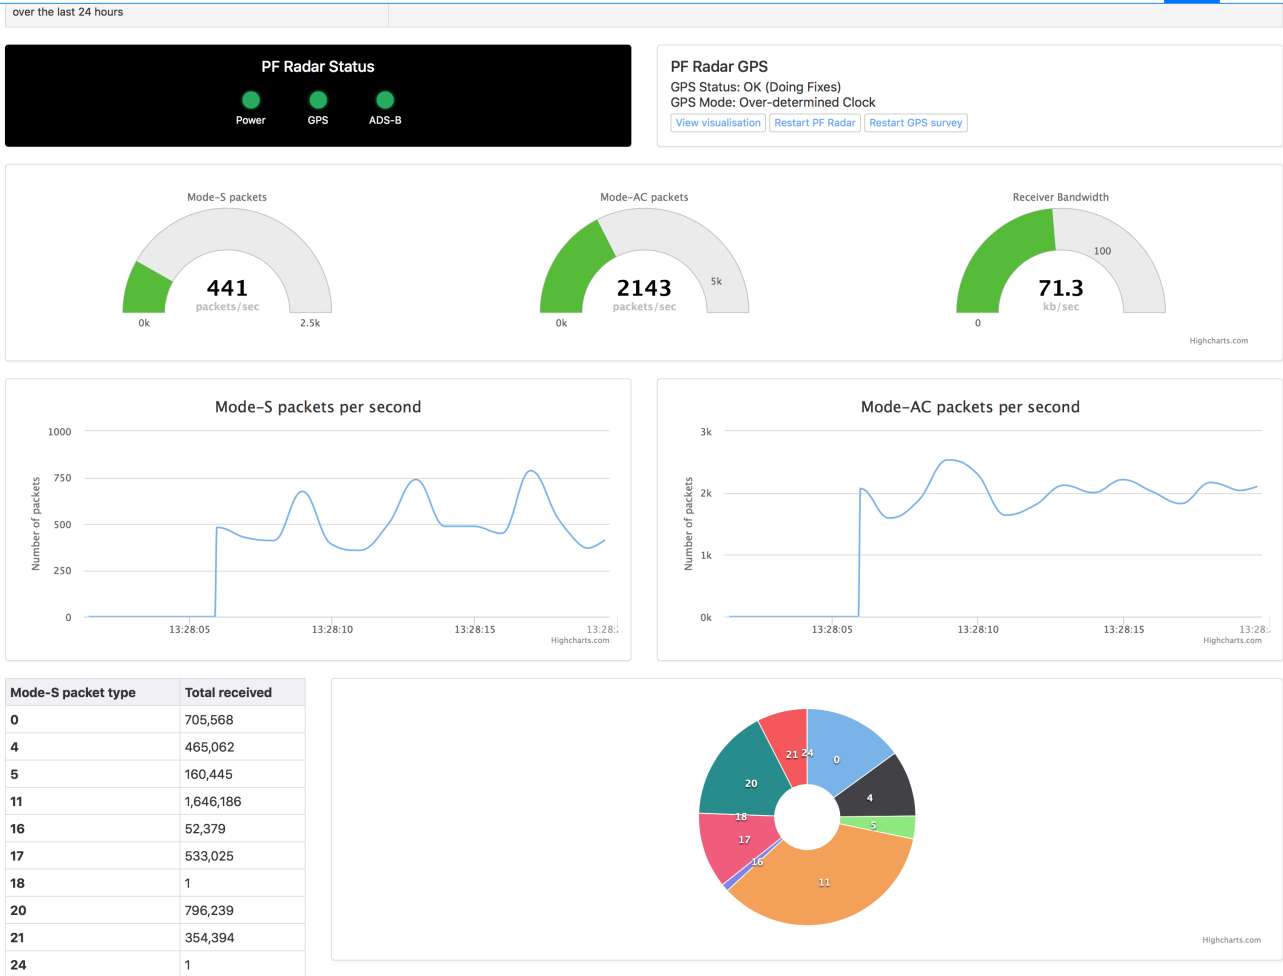 over the last 24 hours
PF Radar Status
Power GPS ADS-B
PF Radar GPS
GPS Status: OK (Doing Fixes)
GPS Mode: Over-determined Clock
View visualisation Restart PF Radar Restart GPS survey
Mode-S packets
441
packets/sec
0k 2.5k
Mode-AC packets
5k
2143
packets/sec
0k
Receiver Bandwidth
100
71.3
kb/sec
0
Highcharts.com
Mode-S packets per second
Number of packets
1000
750
500
250
0
13:28:05 13:28:10 13:28:15 13:28:
Highcharts.com
Mode-AC packets per second
Number of packets
3k
2k
1k
0k
13:28:05 13:28:10 13:28:15 13:28:
Highcharts.com
Mode-S packet type Total received
0 705,568
4 465,062
5 160,445
11 1,646,186
16 52,379
17 533,025
18 1
20 796,239
21 354,394
24 1
21 24 0
20 4
18 5
17
16
11
Highcharts.com